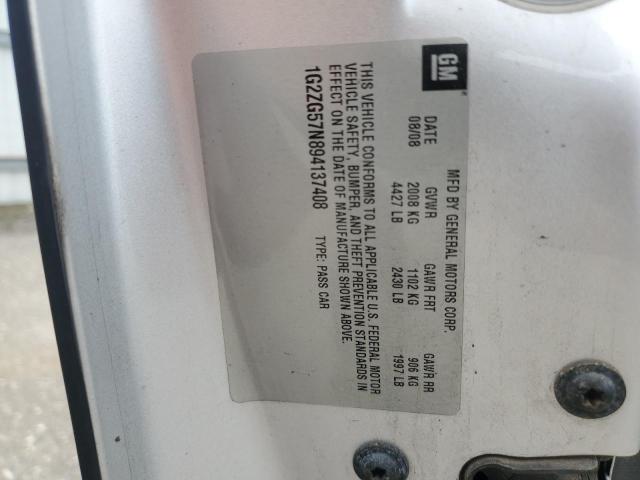 GM
MFD BY GENERAL MOTORS CORP.
DATE GVWR GAWR FRT GAWR RR
08/08 2008 KG 1102 KG 906 KG
4427 LB 2430 LB 1997 LB
THIS VEHICLE CONFORMS TO ALL APPLICABLE U.S. FEDERAL MOTOR
VEHICLE SAFETY, BUMPER, AND THEFT PREVENTION STANDARDS IN
EFFECT ON THE DATE OF MANUFACTURE SHOWN ABOVE.
1G2ZG57N894137408 TYPE: PASS CAR